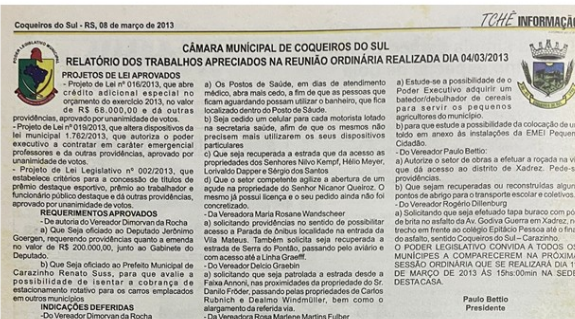 Coqueiros do Sul - RS, 08 de março de 2013
TCHÊ INFORMAÇÃ
CÂMARA MUNICIPAL DE COQUEIROS DO SUL
RELATÓRIO DOS TRABALHOS APRECIADOS NA REUNIÃO ORDINÁRIA REALIZADA DIA 04/03/2013
PROJETOS DE LEI APROVADOS
- Projeto de Lei nº 016/2013, que abre
crédito adicional especial no
orçamento do exercício 2013, no valor
de R$ 68.000,00 e dá outras
providências, aprovado por unanimidade de votos.
- Projeto de Lei nº 019/2013, que altera dispositivos da
lei municipal 1.762/2013, que autoriza o poder
executivo a contratar em caráter emergencial
professores e da outras providências, aprovado por
unanimidade de votos.
- Projeto de Lei Legislativo nº 002/2013, que
estabelece critérios para a concessão de títulos de
prêmio destaque esportivo, prêmio ao trabalhador e
funcionário público destaque e dá outras providências,
aprovado por unanimidade de votos.
REQUERIMENTOS APROVADOS
- De autoria do Vereador Dimorvan da Rocha
a) Que Seja Oficiado ao Deputado Jerônimo
Goergen, requerendo providências quanto a emenda
no valor de R$ 200.000,00, junto ao Gabinete do
Deputado.
b) Que Seja Oficiado ao Prefeito Municipal de
Carazinho Renato Suss, para que avalie a
possibilidade de isentar a cobrança de
estacionamento rotativo para os carros emplacados
em outros municípios
INDICAÇÕES DEFERIDAS
- Do Vereador Dimorvan da Rocha
a) Os Postos de Saúde, em dias de atendimento
médico, abra mais cedo, a fim de que as pessoas que
ficam aguardando possam utilizar o banheiro, que fica
localizado dentro do Posto de Sáude.
b) Seja cedido um celular para cada motorista lotado
na secretaria saúde, afim de que os mesmos não
precisem mais utilizarem os seus dispositivos
particulares
c) Que seja recuperada a estrada que da acesso as
propriedades dos Senhores Nilvo Kempf, Hélio Meyer,
Lorivaldo Dapper e Sérgio dos Santos
d) Que o setor competente agilize a abertura de um
açude na propriedade do Senhor Nicanor Queiroz. O
mesmo já possui licença e o seu pedido ainda não foi
concretizado.
- Da Vereadora Maria Rosane Wandscheer
a) solicitando providências no sentido de possibilitar
acesso a Parada de ônibus localidade na entrada da
Vila Mateus. Também solicita seja recuperada a
estrada de Serra do Pontão, passando pelo aviário e
com acesso até a Linha Graeff.
- Do Vereador Delcio Graebin
a) solicitando que seja patrolada a estrada desde a
Faixa Annoni, nas proximidades da propriedade do Sr.
Danilo Fröder, passando pelas propriedades de Carlos
Rubnich e Dealmo Windmüller, bem como o
alargamento da referida via.
- Da Vereadora Rosa Marlene Martins Fulber
a) Estude-se a possibilidade de o
Poder Executivo adquirir um
batedor/debulhador de cereais
para servir os pequenos
agricultores do município.
b) para que estude a possibilidade da colocação de um
toldo em anexo às instalações da EMEI Pequeno
Cidadão.
- Do Vereador Paulo Bettio:
a) Autorize o setor de obras a efetuar a roçada na via
que dá acesso ao distrito de Xadrez. Pede-se
providências.
b) Que sejam recuperadas ou reconstruídas alguns
pontos de abrigo para o transporte escolar e coletivos.
- Do Vereador Rogério Dillenburg
a) Solicitando que seja efetuado tapa buraco com pó
de brita no asfalto da Av. Godiva Guerra em Xadrez, no
trecho em frente ao colégio Epitácio Pessoa até o final
do asfalto, sentido Coqueiros do Sul – Carazinho.
O PODER LEGISLATIVO CONVIDA A TODOS OS
MUNÍCIPES A COMPARECEREM NA PRÓXIMA
SESSÃO ORDINÁRIA QUE SE REALIZARÁ DIA
DE MARÇO DE 2013 ÀS 15hs:00min NA SEDE
DESTA CASA.
Paulo Bettio
Presidente